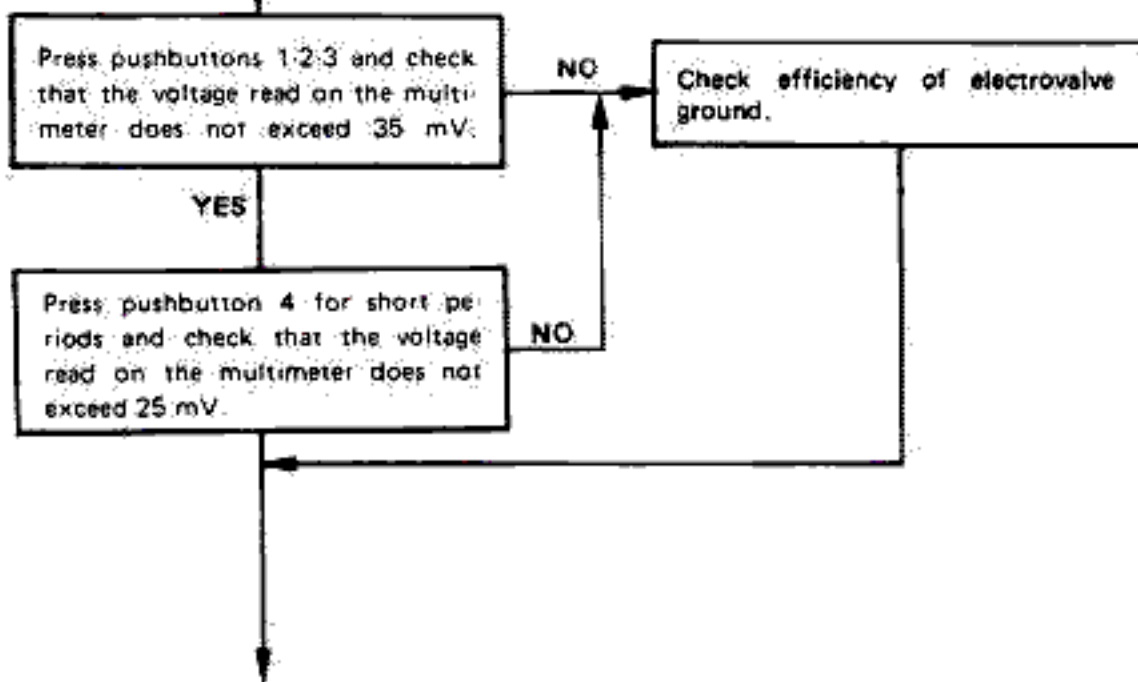 Press pushbuttons 1-2-3 and check
that the voltage read on the multi-
meter does not exceed 35 mV.
NO
Check efficiency of electrovalve
ground.
YES
Press pushbutton 4 for short pe-
riods and check that the voltage
read on the multimeter does not
exceed 25 mV.
NO